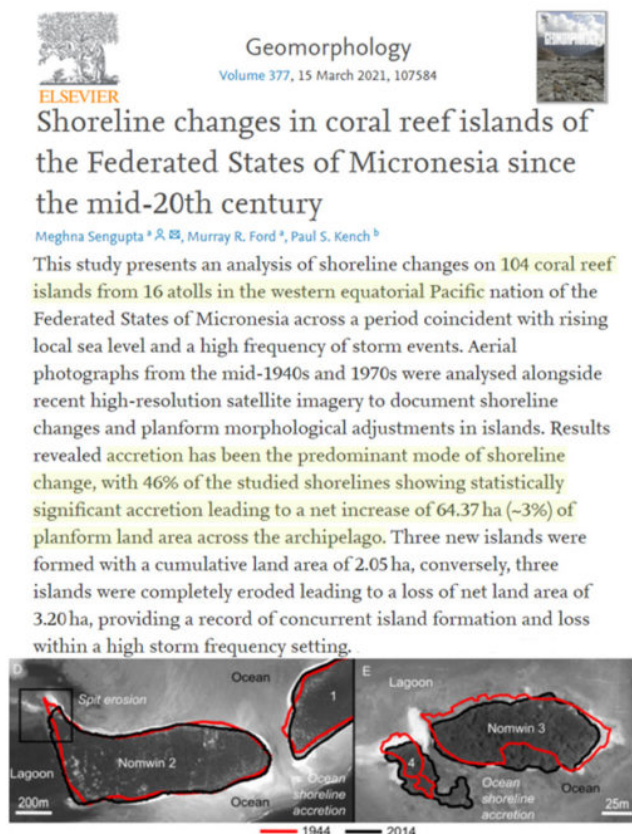 Geomorphology
Volume 377, 15 March 2021, 107584
ELSEVIER
Shoreline changes in coral reef islands of
the Federated States of Micronesia since
the mid-20th century
Meghna Sengupta a, Murray R. Ford a, Paul S. Kench b
This study presents an analysis of shoreline changes on 104 coral reef
islands from 16 atolls in the western equatorial Pacific nation of the
Federated States of Micronesia across a period coincident with rising
local sea level and a high frequency of storm events. Aerial
photographs from the mid-1940s and 1970s were analysed alongside
recent high-resolution satellite imagery to document shoreline
changes and planform morphological adjustments in islands. Results
revealed accretion has been the predominant mode of shoreline
change, with 46% of the studied shorelines showing statistically
significant accretion leading to a net increase of 64.37 ha (~3%) of
planform land area across the archipelago. Three new islands were
formed with a cumulative land area of 2.05 ha, conversely, three
islands were completely eroded leading to a loss of net land area of
3.20 ha, providing a record of concurrent island formation and loss
within a high storm frequency setting.
D
Spit erosion
Ocean
1
Lagoon
Nomwin 2
Ocean
Ocean
shoreline
accretion
200m
E
Lagoon
Nomwin 3
4
Ocean
Ocean
shoreline
accretion
25m
1944
2014